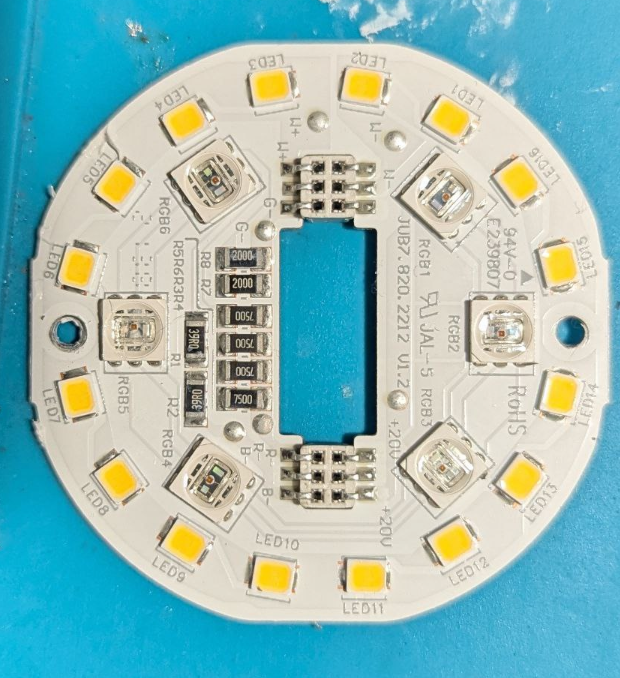 LED3
LED2
LED4
LED1
LED5
LED16
W+
W-
W+
W-
G-
G-
RGB6
RGB1
RGB2
RGB3
RGB4
RGB5
LED6
LED15
94V-0
E239807
JUB7.820.2212 V1.2
JAL-5
RoHS
R5R6R3R4
R8
R7
R1
R2
2000
2000
7500
7500
7500
7500
39R0
39R0
LED7
LED14
+20V
+20V
R-
R-
B-
B-
LED8
LED13
LED9
LED10
LED11
LED12